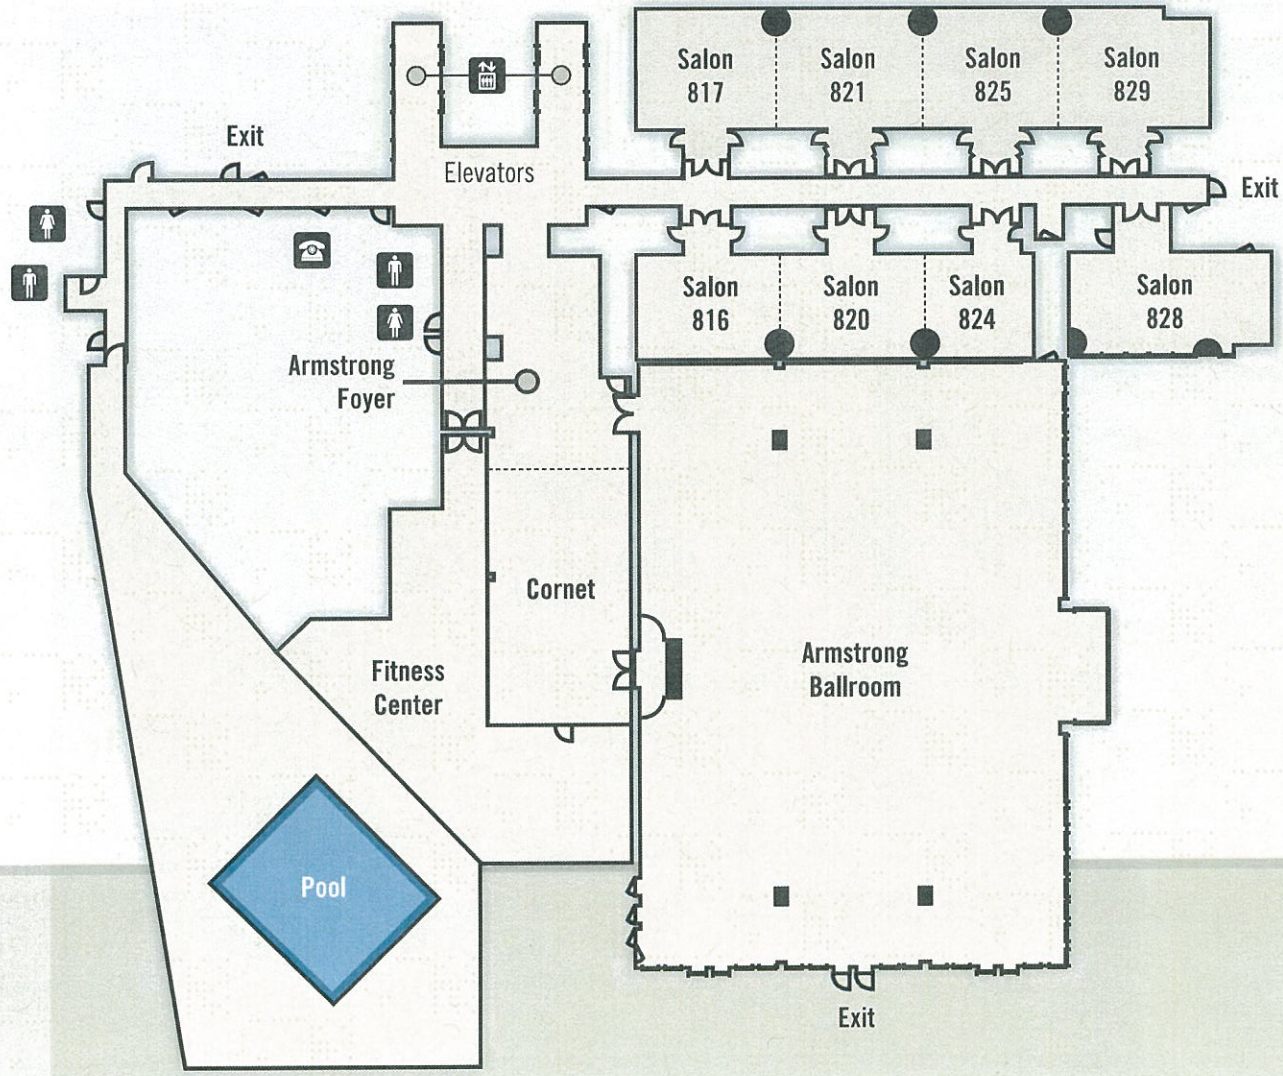 Salon
817
Salon
821
Salon
825
Salon
829
Exit
Elevators
Exit
Salon
816
Salon
820
Salon
824
Salon
828
Armstrong
Foyer
Cornet
Armstrong
Ballroom
Fitness
Center
Pool
Exit